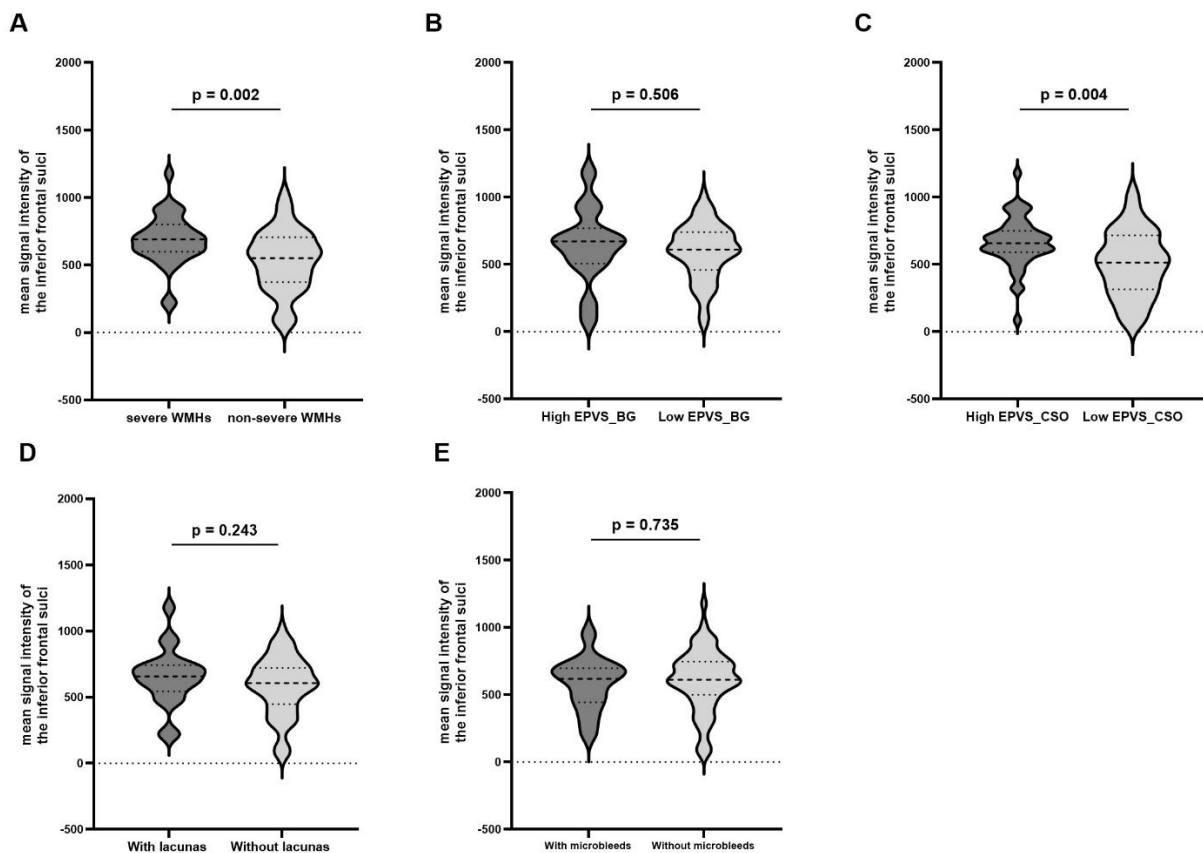 A
mean signal intensity of
the inferior frontal sulci
2000
1500
1000
500
0
-500
p = 0.002
severe WMHs
non-severe WMHs
B
mean signal intensity of
the inferior frontal sulci
2000
1500
1000
500
0
-500
p = 0.506
High EPVS_BG
Low EPVS_BG
C
mean signal intensity of
the inferior frontal sulci
2000
1500
1000
500
0
-500
p = 0.004
High EPVS_CSO
Low EPVS_CSO
D
mean signal intensity of
the inferior frontal sulci
2000
1500
1000
500
0
-500
p = 0.243
With lacunas
Without lacunas
E
mean signal intensity of
the inferior frontal sulci
2000
1500
1000
500
0
-500
p = 0.735
With microbleeds
Without microbleeds